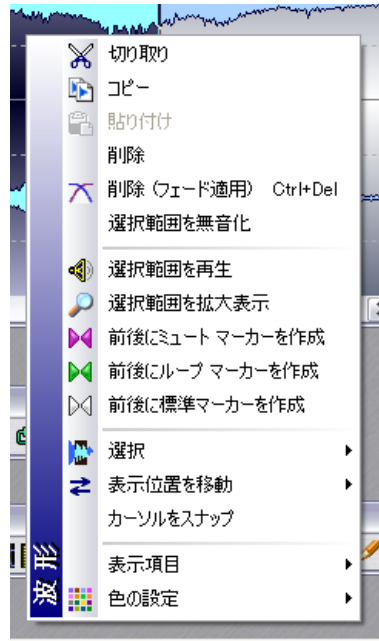 切り取り
コピー
貼り付け
削除
削除 (フェード適用) Ctrl+Del
選択範囲を無音化
選択範囲を再生
選択範囲を拡大表示
前後にミュート マーカーを作成
前後にループ マーカーを作成
前後に標準マーカーを作成
選択
表示位置を移動
カーソルをスナップ
表示項目
色の設定
波形